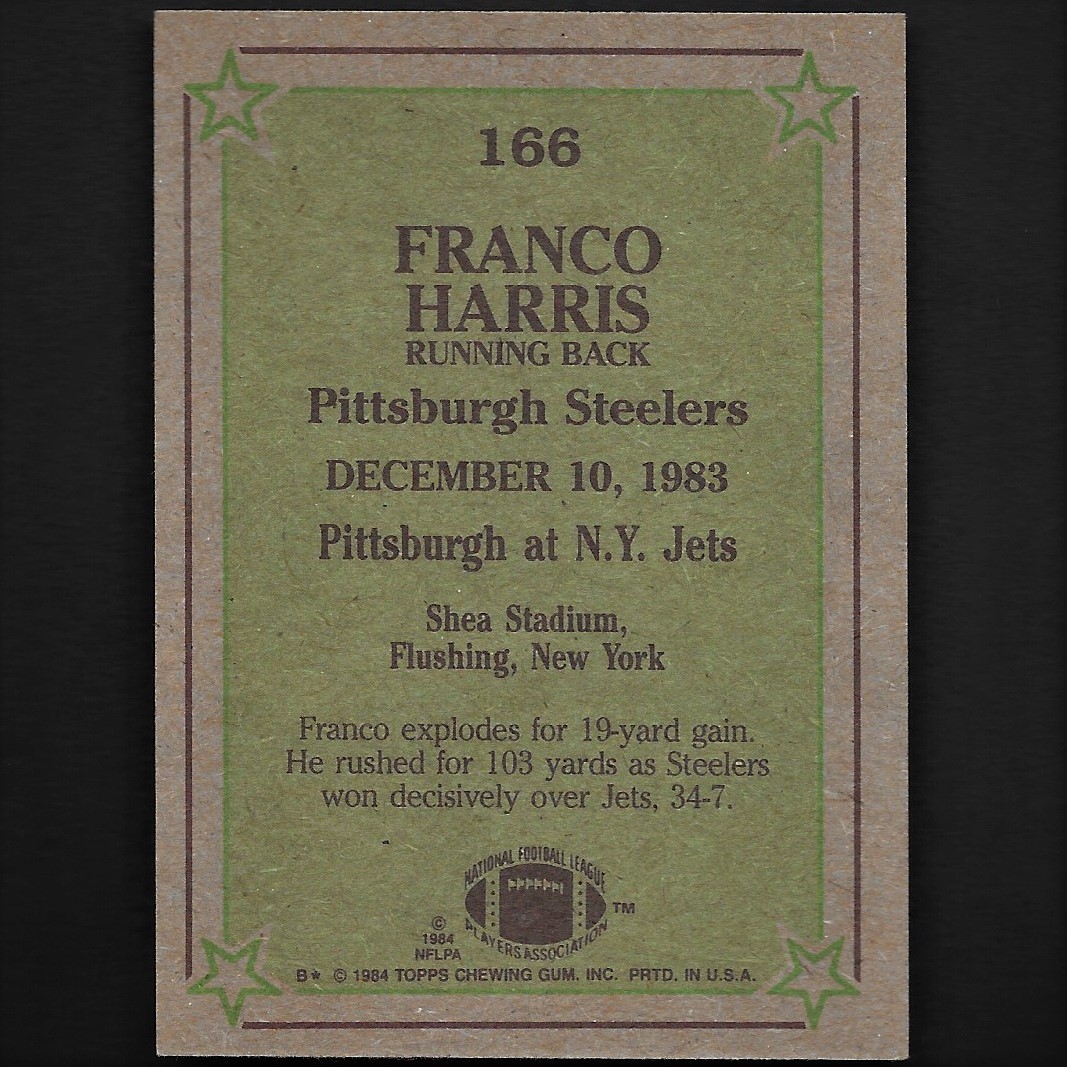 166
FRANCO
HARRIS
RUNNING BACK
Pittsburgh Steelers
DECEMBER 10, 1983
Pittsburgh at N.Y. Jets
Shea Stadium,
Flushing, New York
Franco explodes for 19-yard gain.
He rushed for 103 yards as Steelers
won decisively over Jets, 34-7.
NATIONAL FOOTBALL LEAGUE
PLAYERS ASSOCIATION
TM
©
1984
NFLPA
B* © 1984 TOPPS CHEWING GUM. INC. PRTD. IN U.S.A.